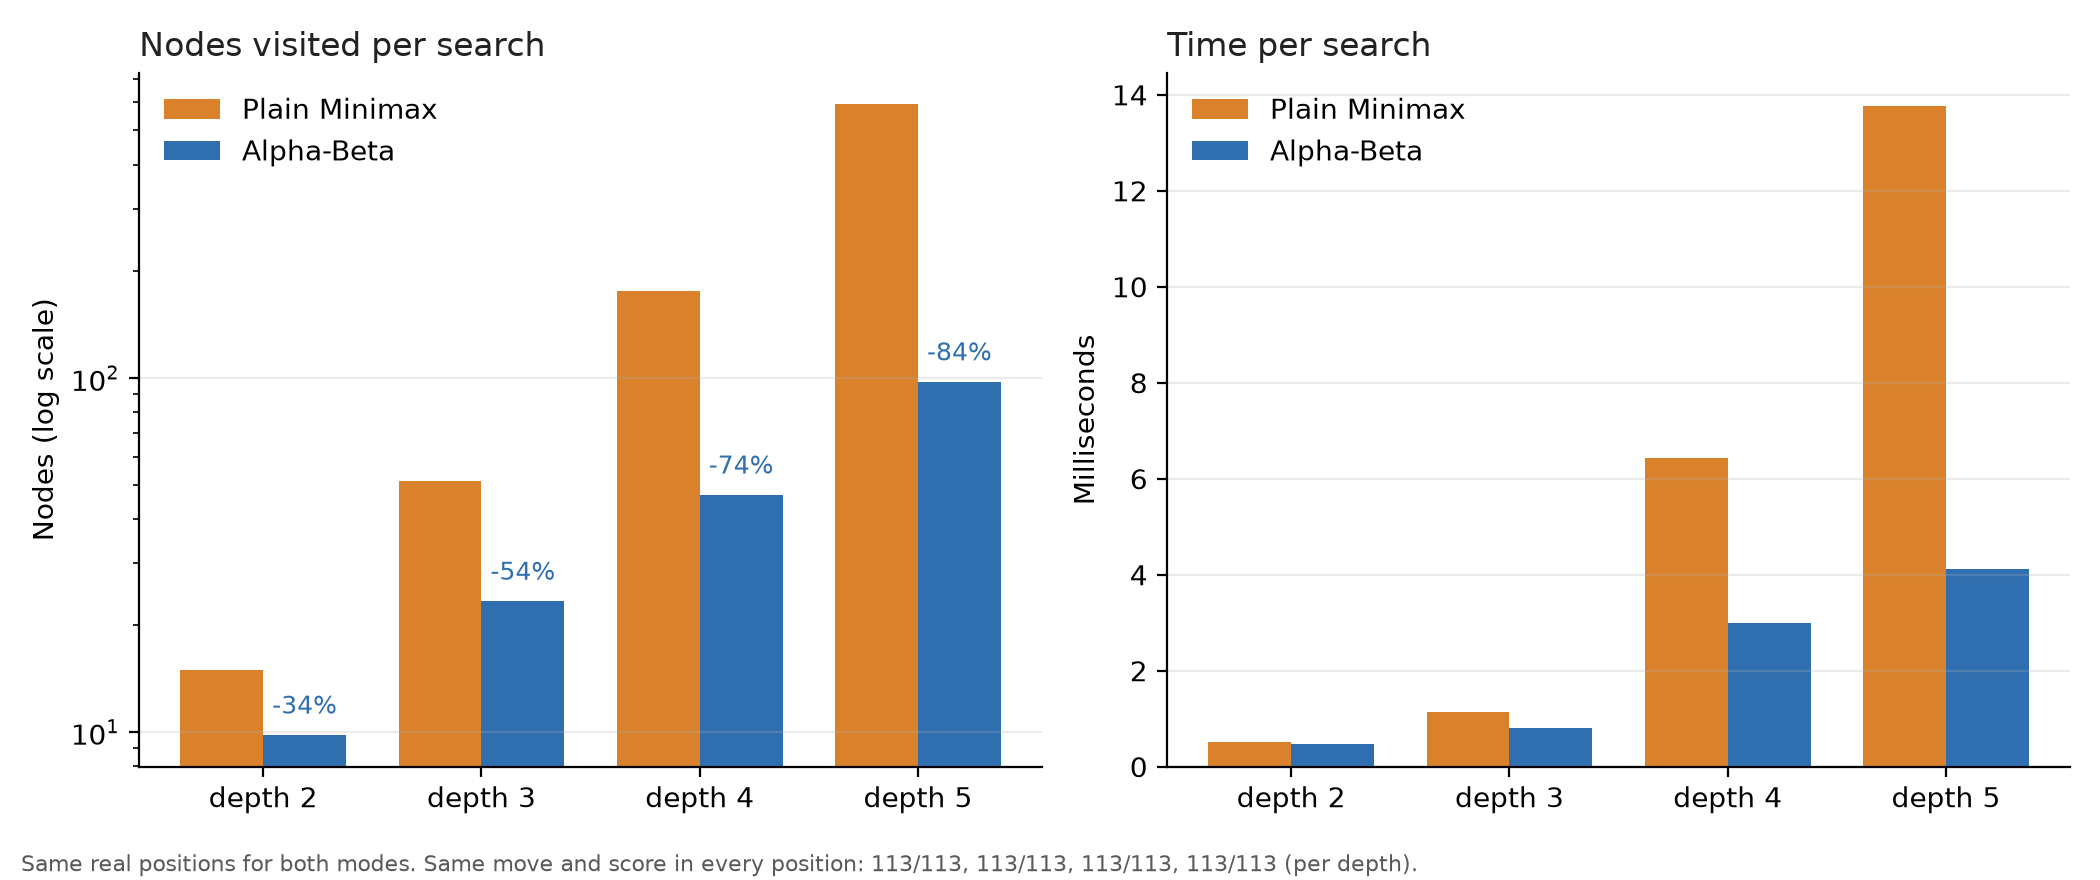 Nodes visited per search
Plain Minimax
Alpha-Beta
Nodes (log scale)
10²
10¹
-34%
-54%
-74%
-84%
depth 2
depth 3
depth 4
depth 5
Time per search
Plain Minimax
Alpha-Beta
Milliseconds
14
12
10
8
6
4
2
0
depth 2
depth 3
depth 4
depth 5
Same real positions for both modes. Same move and score in every position: 113/113, 113/113, 113/113, 113/113 (per depth).